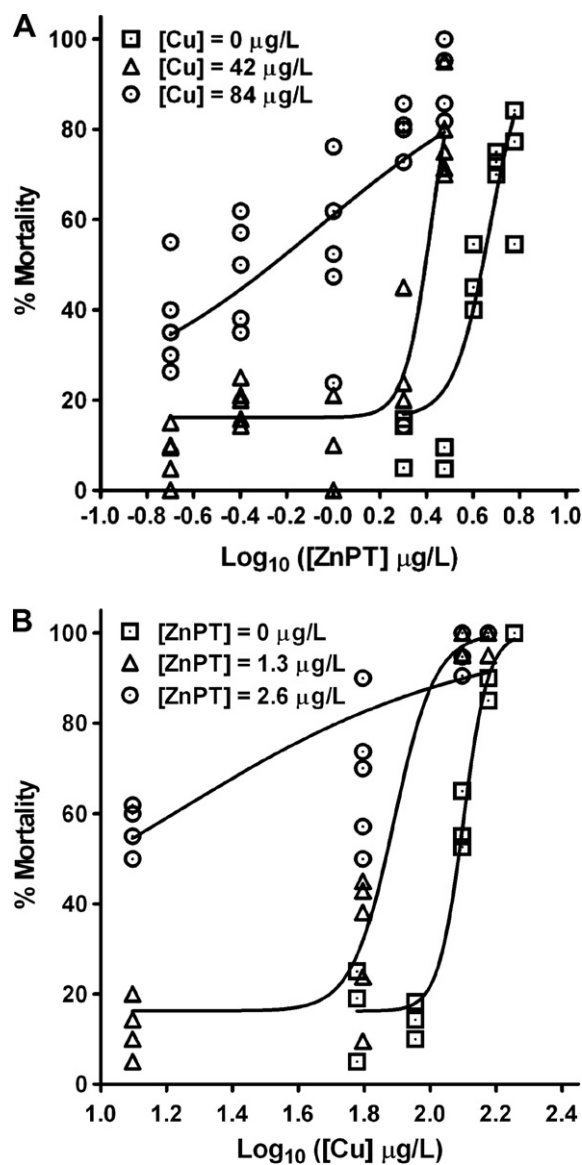 A
[Cu] = 0 µg/L
[Cu] = 42 µg/L
[Cu] = 84 µg/L
% Mortality
100
80
60
40
20
0
-1.0 -0.8 -0.6 -0.4 -0.2 -0.0 0.2 0.4 0.6 0.8 1.0
Log10 ([ZnPT] µg/L)
B
[ZnPT] = 0 µg/L
[ZnPT] = 1.3 µg/L
[ZnPT] = 2.6 µg/L
% Mortality
100
80
60
40
20
0
1.0 1.2 1.4 1.6 1.8 2.0 2.2 2.4
Log10 ([Cu] µg/L)